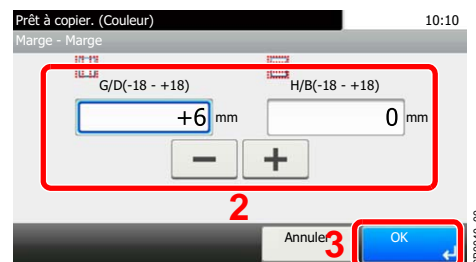 Prêt à copier. (Couleur) 10:10
Marge - Marge
G/D(-18 - +18) H/B(-18 - +18)
+6 mm 0 mm
− +
2
Annuler 3 OK